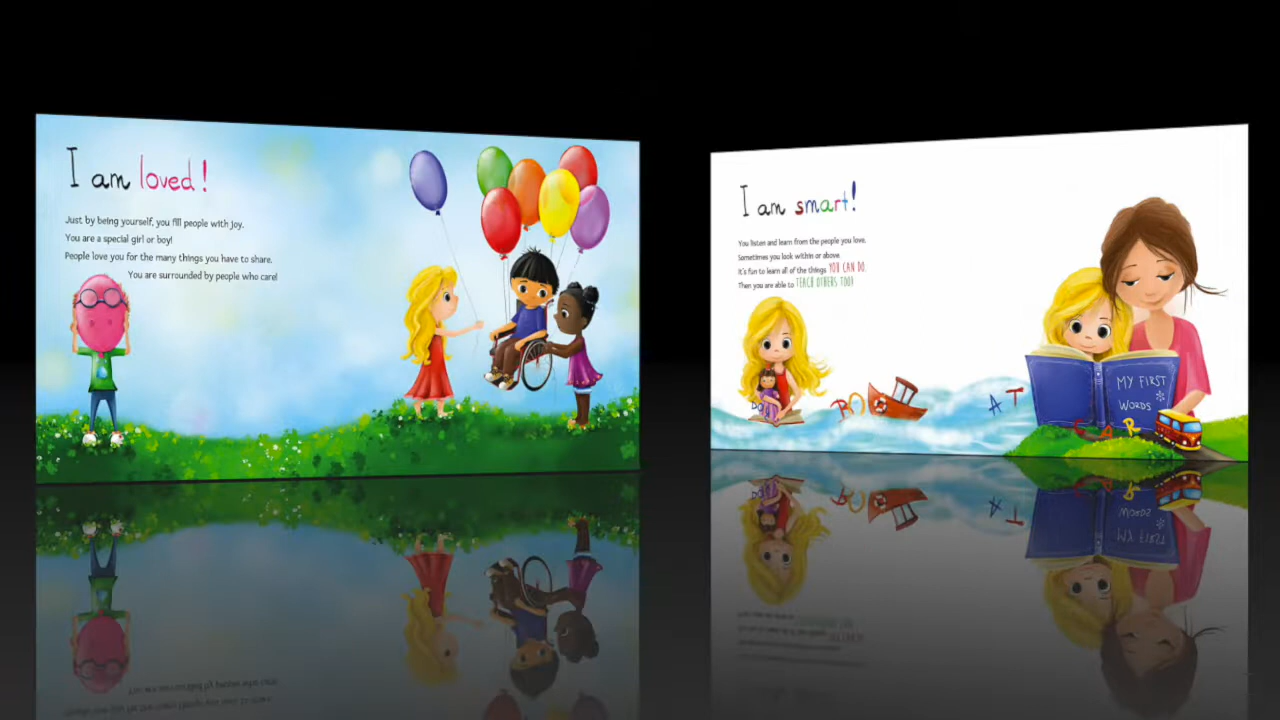 I am loved!
Just by being yourself, you fill people with joy.
You are a special girl or boy!
People love you for the many things you have to share.
You are surrounded by people who care!
I am smart!
You listen and learn from the people you love.
Sometimes you look within or above.
It's fun to learn all of the things YOU CAN DO.
Then you are able to TEACH OTHERS TOO!
BO
AT
MY FIRST
WORDS
CAR